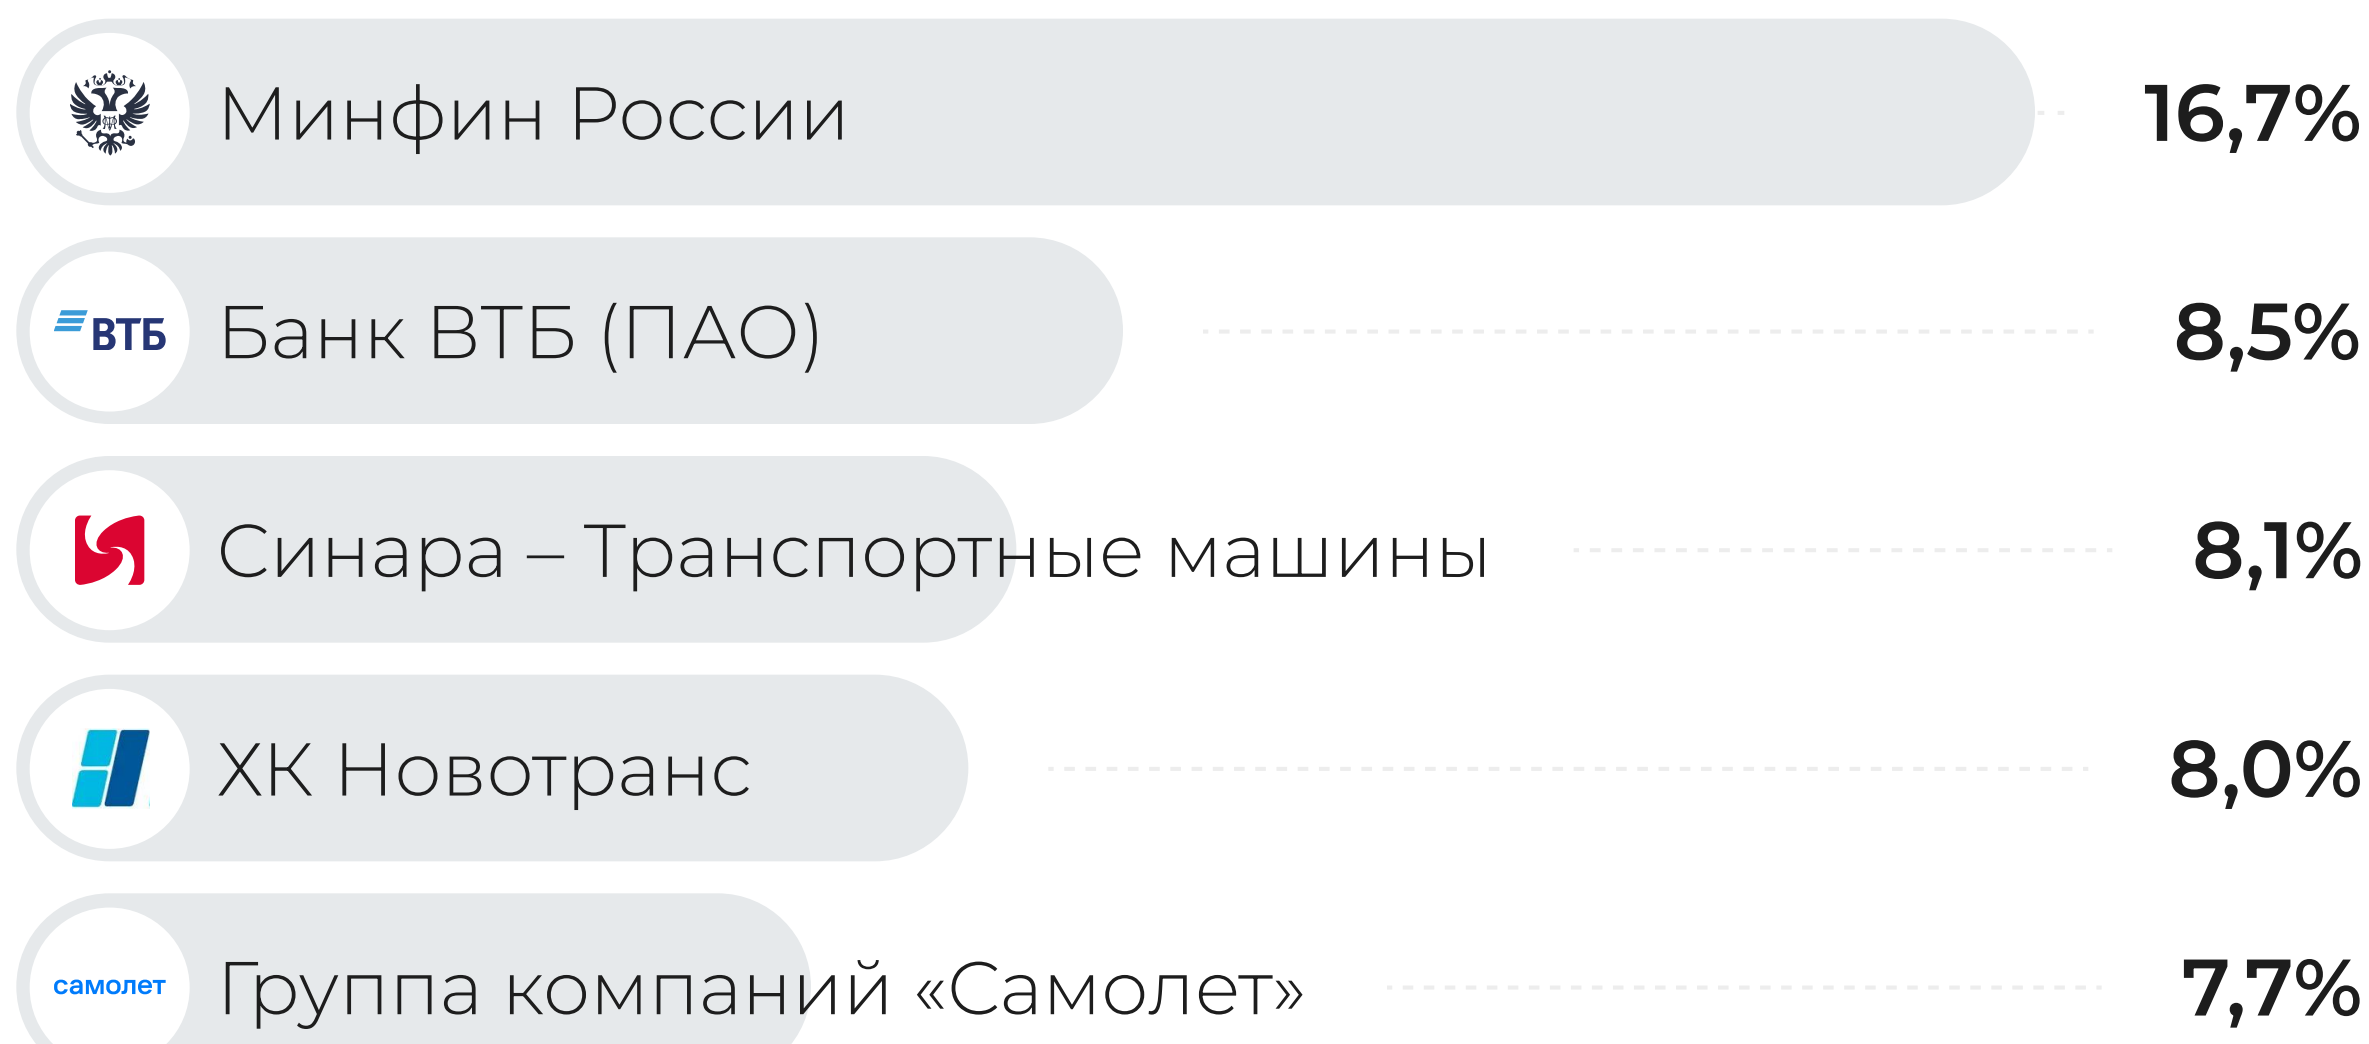 Минфин России 16,7%
ВТБ Банк ВТБ (ПАО) 8,5%
Синара – Транспортные машины 8,1%
ХК Новотранс 8,0%
самолет Группа компаний «Самолет» 7,7%